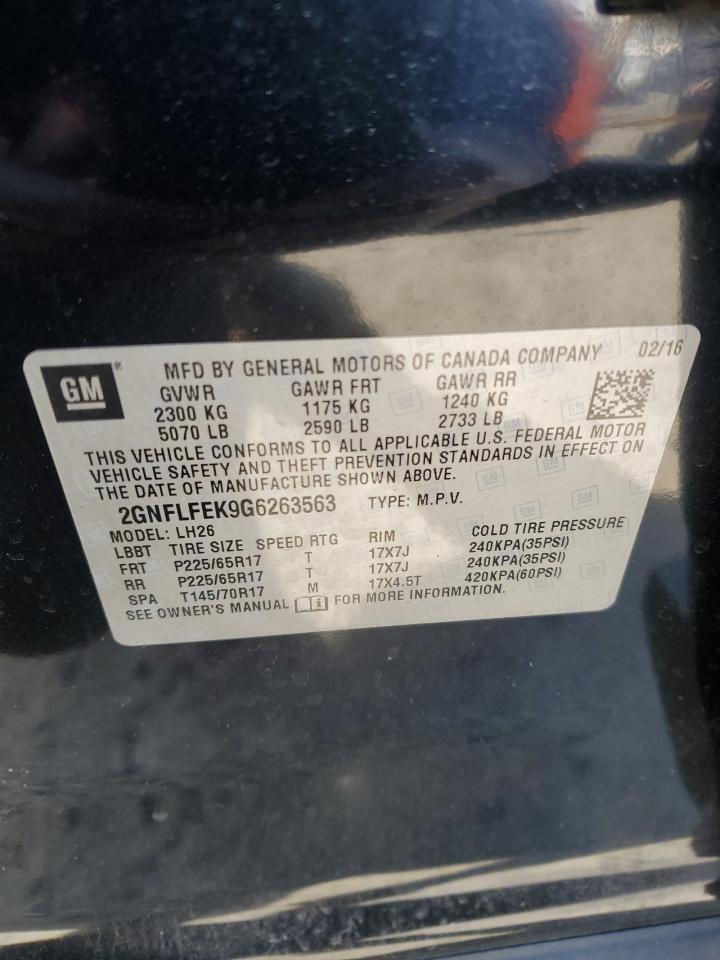 GM® MFD BY GENERAL MOTORS OF CANADA COMPANY 02/16
GVWR GAWR FRT GAWR RR
2300 KG 1175 KG 1240 KG
5070 LB 2590 LB 2733 LB
THIS VEHICLE CONFORMS TO ALL APPLICABLE U.S. FEDERAL MOTOR
VEHICLE SAFETY AND THEFT PREVENTION STANDARDS IN EFFECT ON
THE DATE OF MANUFACTURE SHOWN ABOVE.
2GNFLFEK9G6263563 TYPE: M.P.V.
MODEL: LH26
LBBT TIRE SIZE SPEED RTG RIM COLD TIRE PRESSURE
FRT P225/65R17 T 17X7J 240KPA(35PSI)
RR P225/65R17 T 17X7J 240KPA(35PSI)
SPA T145/70R17 M 17X4.5T 420KPA(60PSI)
SEE OWNER'S MANUAL FOR MORE INFORMATION.